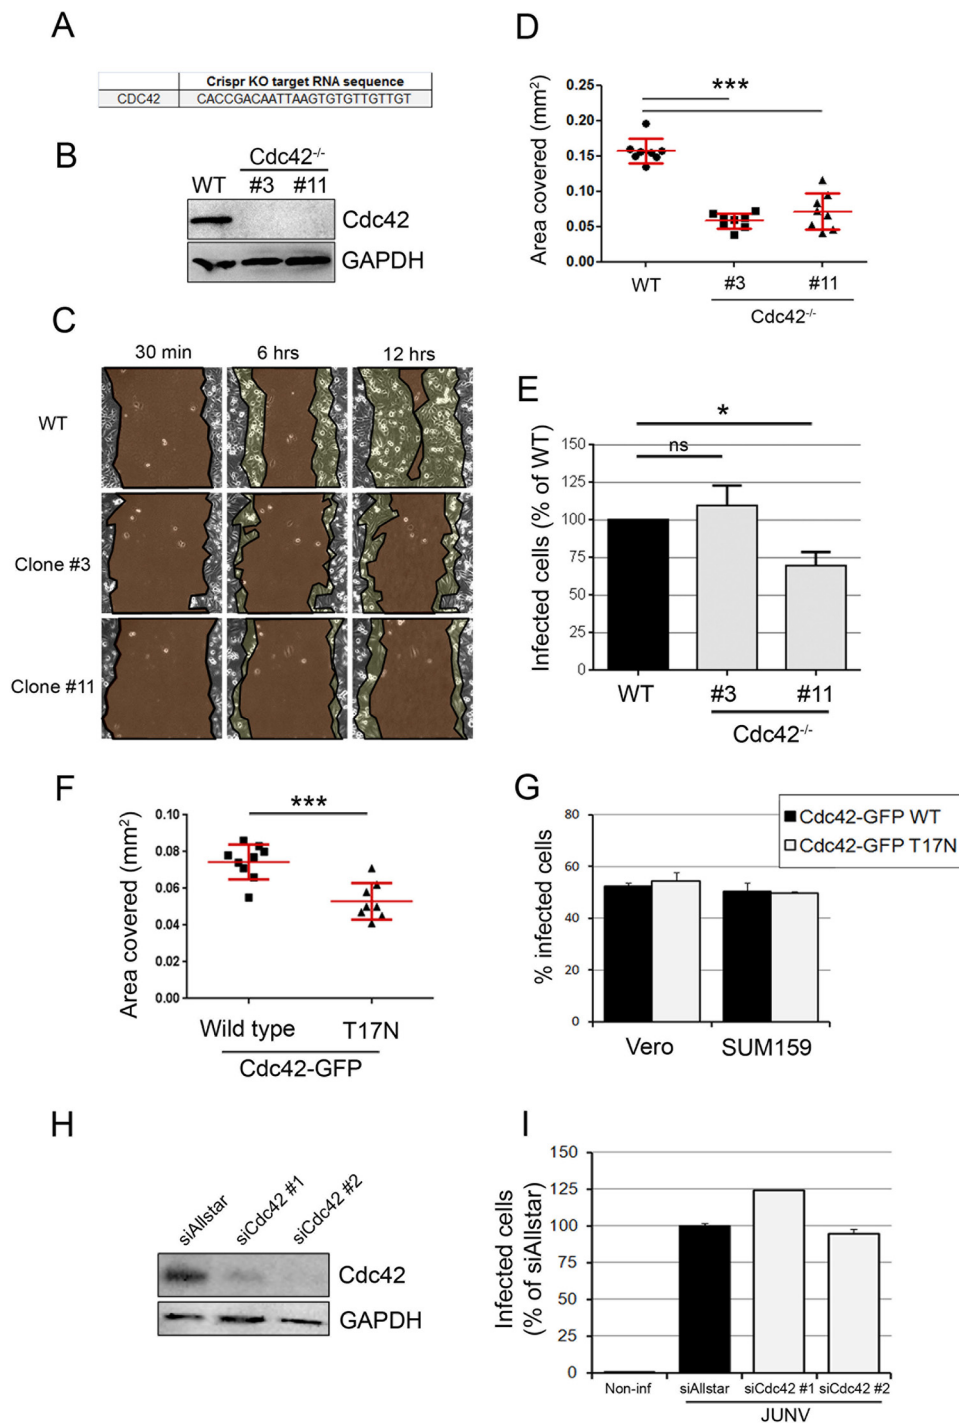 A
Crispr KO target RNA sequence
CDC42 CACCGACAATTAAGTGTGTTGTTGT
B
Cdc42-/-
WT #3 #11
Cdc42
GAPDH
C
30 min 6 hrs 12 hrs
WT
Clone #3
Clone #11
D
***
Area covered (mm²)
0.25
0.20
0.15
0.10
0.05
0.00
WT #3 #11
Cdc42-/-
E
*
ns
Infected cells (% of WT)
150
125
100
75
50
25
0
WT #3 #11
Cdc42-/-
F
***
Area covered (mm²)
0.10
0.08
0.06
0.04
0.02
0.00
Wild type T17N
Cdc42-GFP
G
Cdc42-GFP WT
Cdc42-GFP T17N
% infected cells
80
60
40
20
0
Vero SUM159
H
siAllstar siCdc42 #1 siCdc42 #2
Cdc42
GAPDH
I
Infected cells
(% of siAllstar)
150
125
100
75
50
25
0
Non-inf siAllstar siCdc42 #1 siCdc42 #2
JUNV